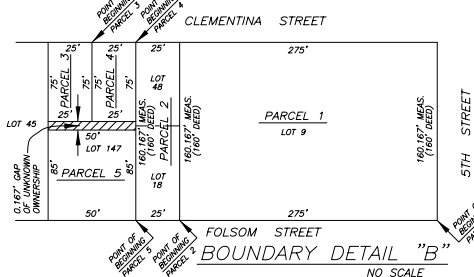 POINT OF
BEGINNING
PARCEL 3
POINT OF
BEGINNING
PARCEL 4
CLEMENTINA STREET
25'
25'
25'
275'
75'
PARCEL 3
75'
PARCEL 4
75'
LOT
48
25'
25'
LOT 45
50'
LOT 147
0.167' GAP
OF UNKNOWN
OWNERSHIP
85'
PARCEL 5
85'
160.167' MEAS.
(160' DEED)
PARCEL 2
160.167' MEAS.
(160' DEED)
LOT
18
PARCEL 1
LOT 9
160.167' MEAS.
(160' DEED)
5TH STREET
50'
25'
275'
FOLSOM STREET
POINT OF
BEGINNING
PARCEL 5
POINT OF
BEGINNING
PARCEL 2
POINT O
BEGI
PA
BOUNDARY DETAIL "B"
NO SCALE